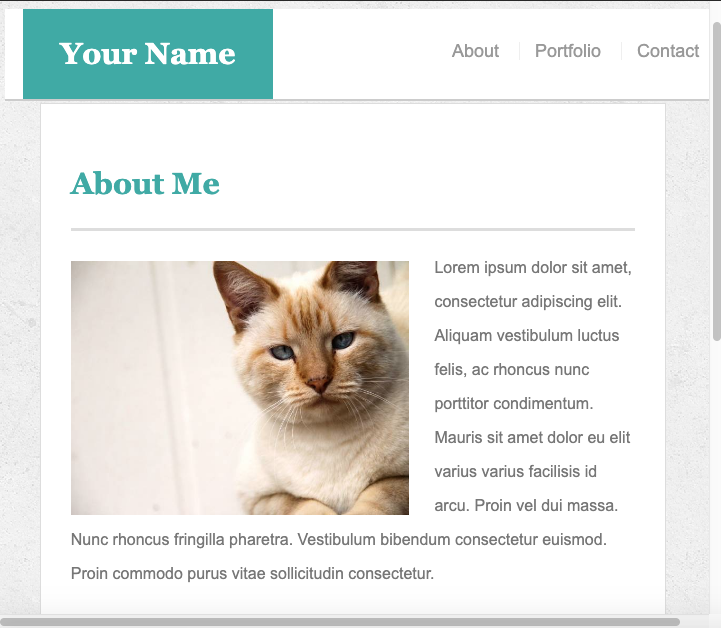 Your Name
About
Portfolio
Contact
About Me
Lorem ipsum dolor sit amet,
consectetur adipiscing elit.
Aliquam vestibulum luctus
felis, ac rhoncus nunc
porttitor condimentum.
Mauris sit amet dolor eu elit
varius varius facilisis id
arcu. Proin vel dui massa.
Nunc rhoncus fringilla pharetra. Vestibulum bibendum consectetur euismod.
Proin commodo purus vitae sollicitudin consectetur.